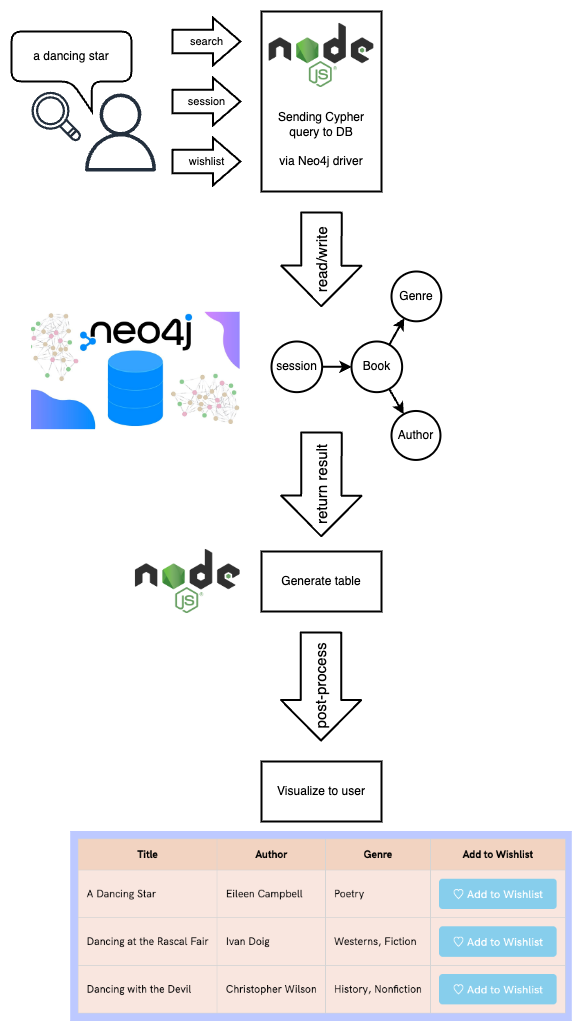 a dancing star
search
session
wishlist
node
JS
Sending Cypher
query to DB
via Neo4j driver
read/write
neo4j
session
Book
Genre
Author
return result
node
JS
Generate table
post-process
Visualize to user
Title Author Genre Add to Wishlist
A Dancing Star Eileen Campbell Poetry ♡ Add to Wishlist
Dancing at the Rascal Fair Ivan Doig Westerns, Fiction ♡ Add to Wishlist
Dancing with the Devil Christopher Wilson History, Nonfiction ♡ Add to Wishlist